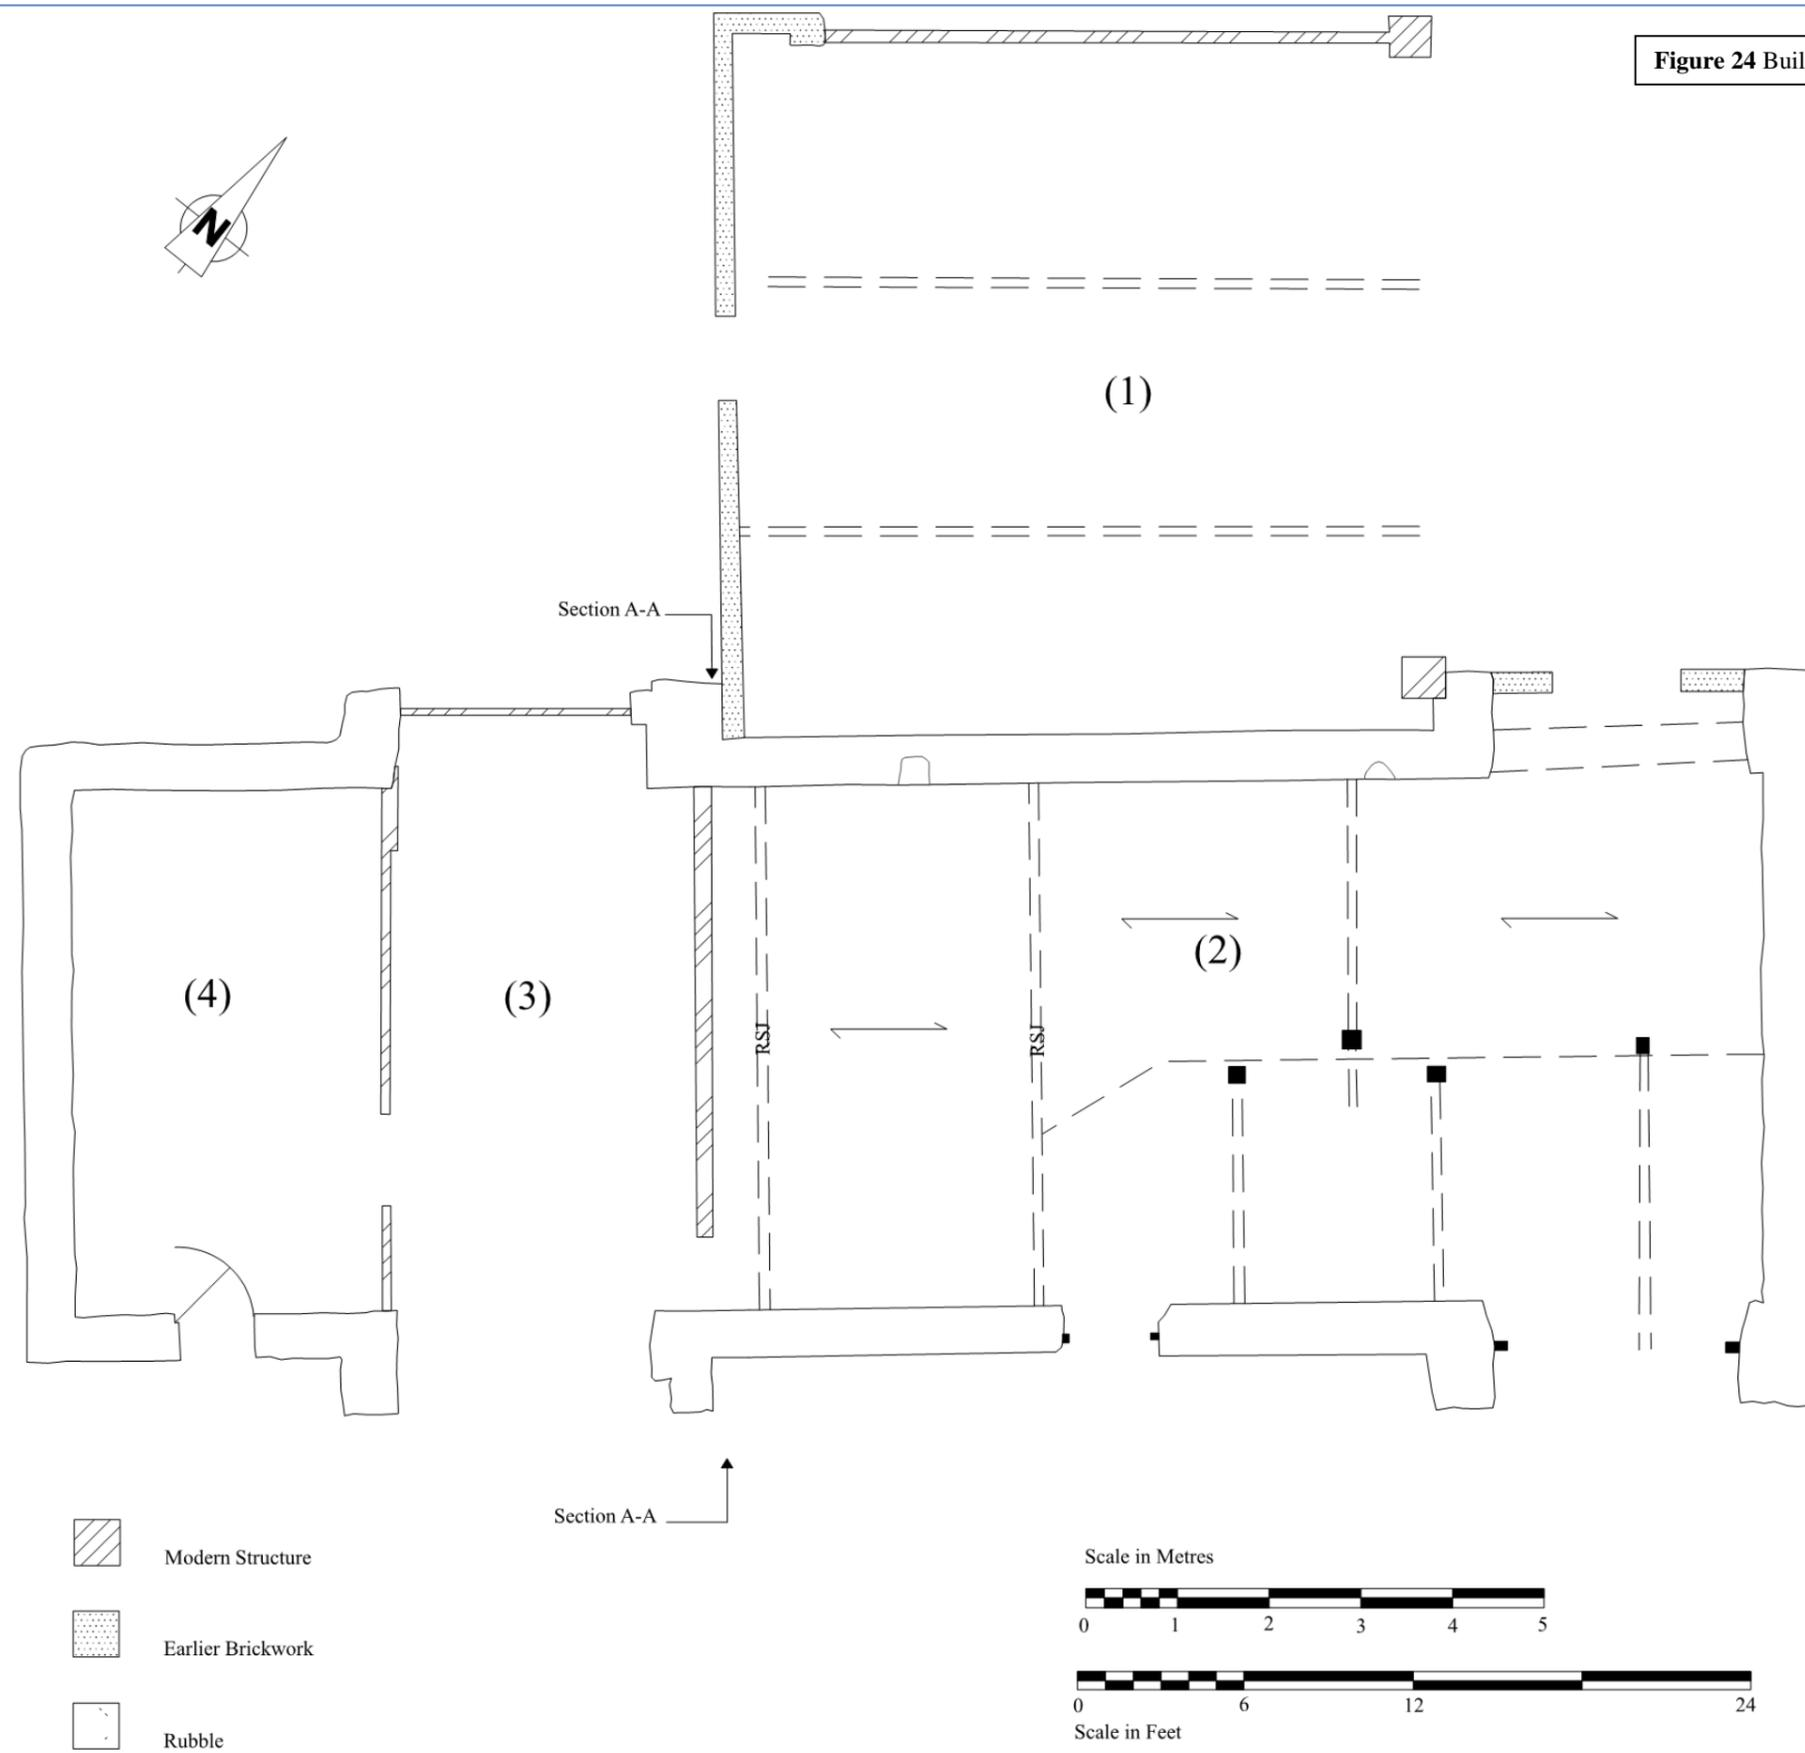 Figure 24 Buil
N
(1)
Section A-A
(2)
(4)
(3)
RSJ
RSJ
Section A-A
Modern Structure
Earlier Brickwork
Rubble
Scale in Metres
0 1 2 3 4 5
0 6 12 24
Scale in Feet